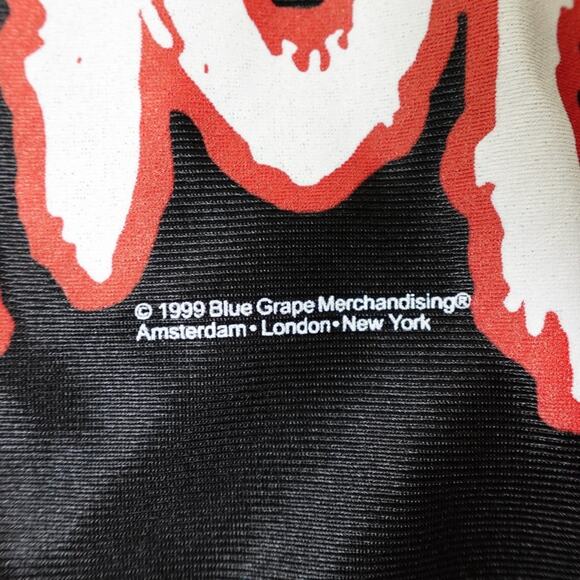 © 1999 Blue Grape Merchandising®
Amsterdam • London • New York